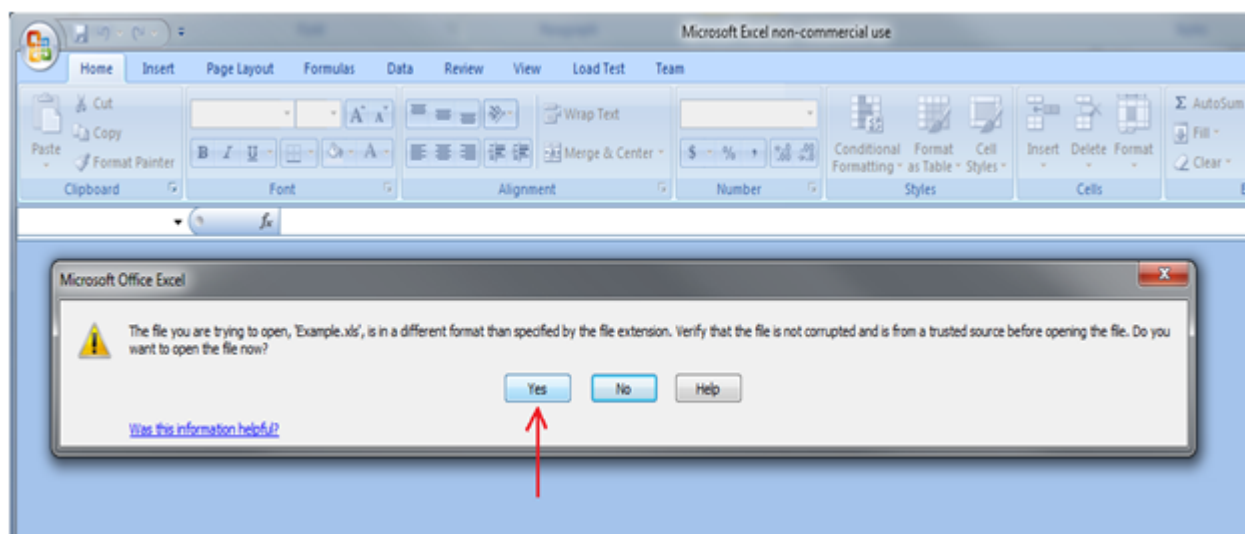 Microsoft Excel non-commercial use
Home Insert Page Layout Formulas Data Review View Load Test Team
Cut
Copy
Format Painter
Paste
Clipboard
A A
B I U A
Font
Wrap Text
Merge & Center
Alignment
$ % ,
Number
Conditional Formatting
Format as Table
Cell Styles
Styles
Insert Delete Format
Cells
Σ AutoSum
Fill
Clear
fx
Microsoft Office Excel
The file you are trying to open, 'Example.xls', is in a different format than specified by the file extension. Verify that the file is not corrupted and is from a trusted source before opening the file. Do you
want to open the file now?
Yes No Help
Was this information helpful?